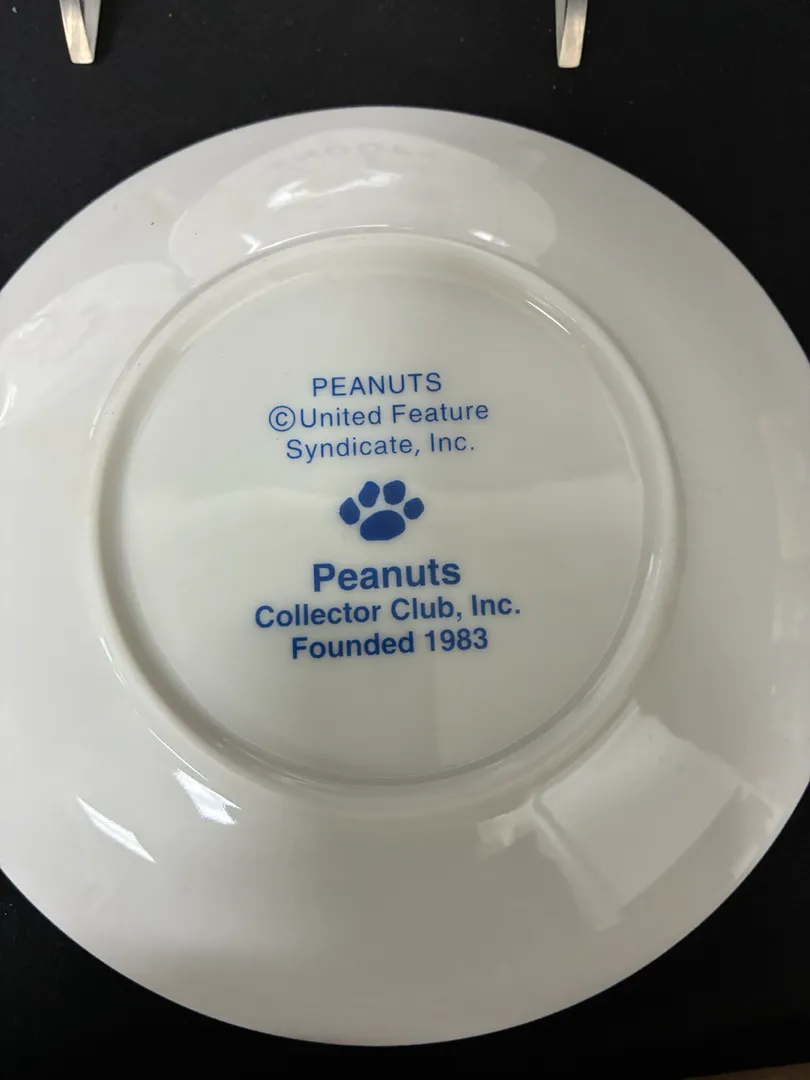 PEANUTS
©United Feature
Syndicate, Inc.
Peanuts
Collector Club, Inc.
Founded 1983